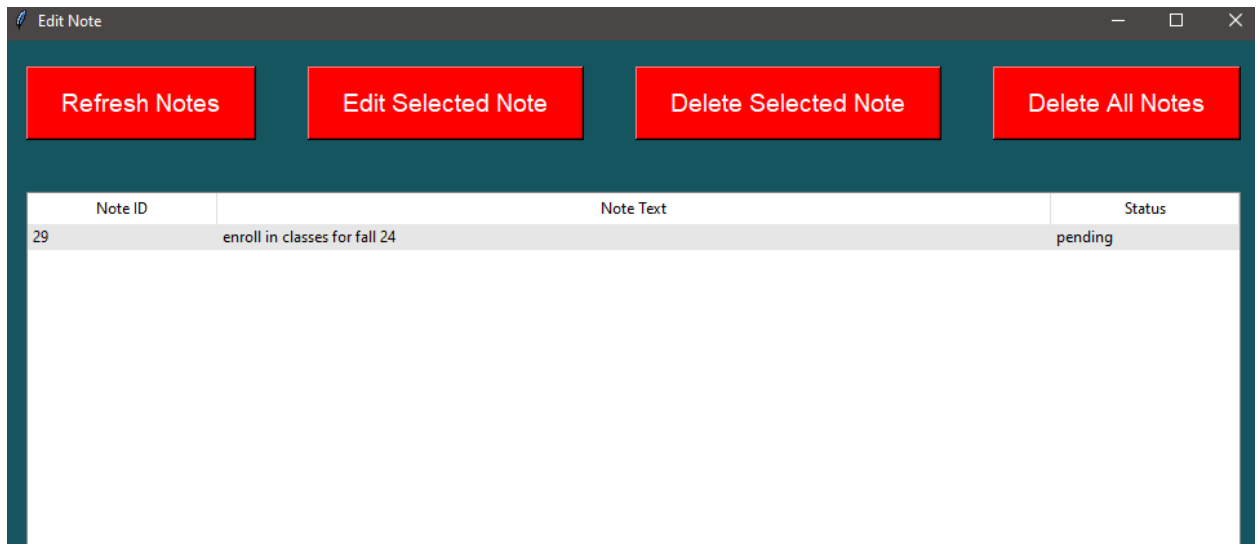 Edit Note
Refresh Notes Edit Selected Note Delete Selected Note Delete All Notes
Note ID Note Text Status
29 enroll in classes for fall 24 pending